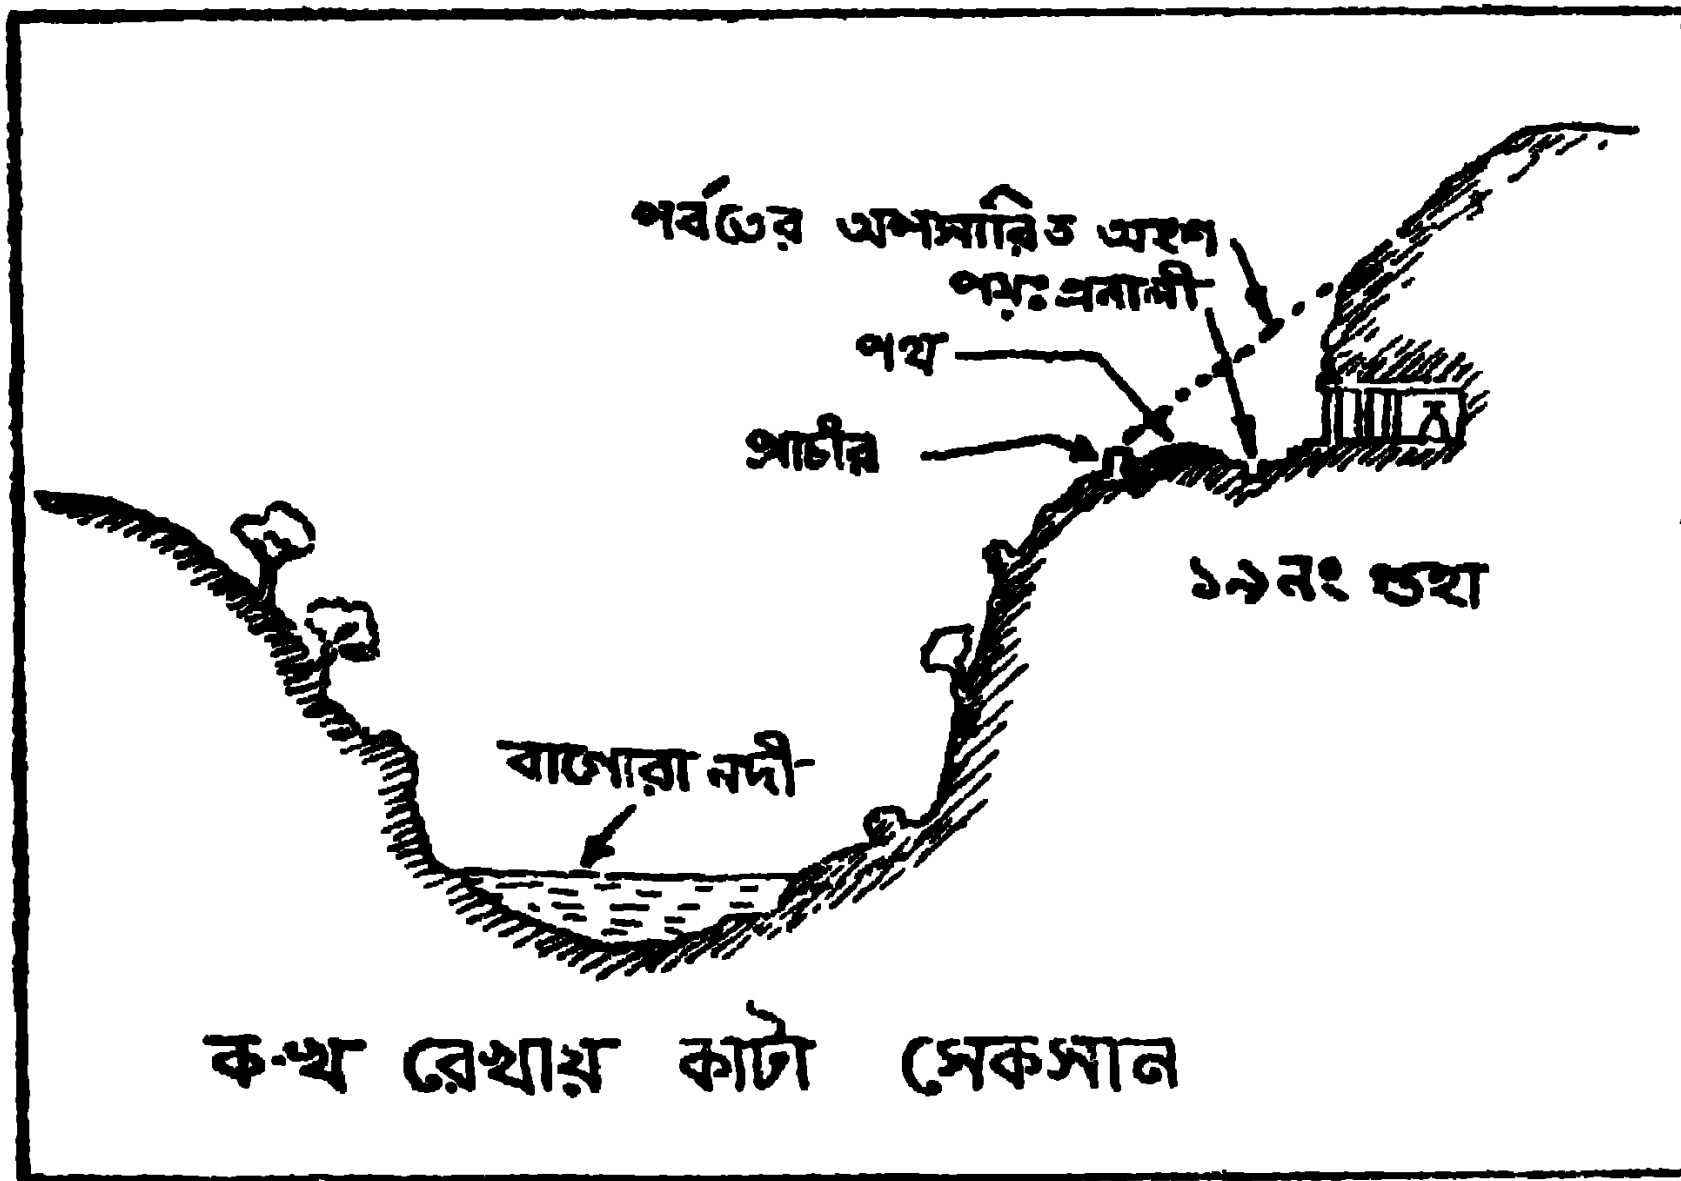 পর্বতের অপসারিত অংশ
পয়ঃপ্রনালী
পথ
প্রাচীর
১৯নং গুহা
বাগোরা নদী
ক-খ রেখায় কাটা সেকসান